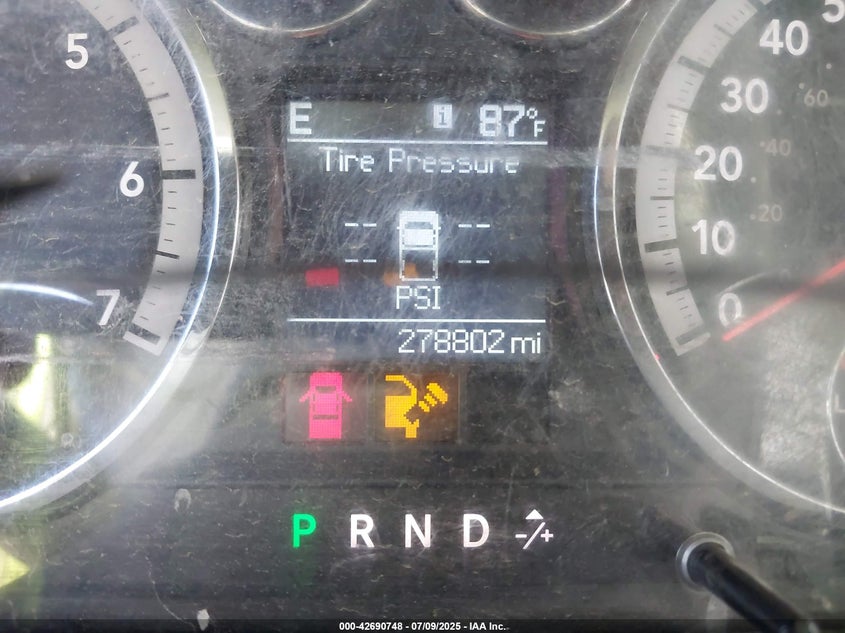 5
6
7
E i 87°F
Tire Pressure
-- --
-- --
PSI
278802 mi
40
30
20
10
0
60
40
20
P R N D -/+
000-42690748 - 07/09/2025 - IAA Inc.